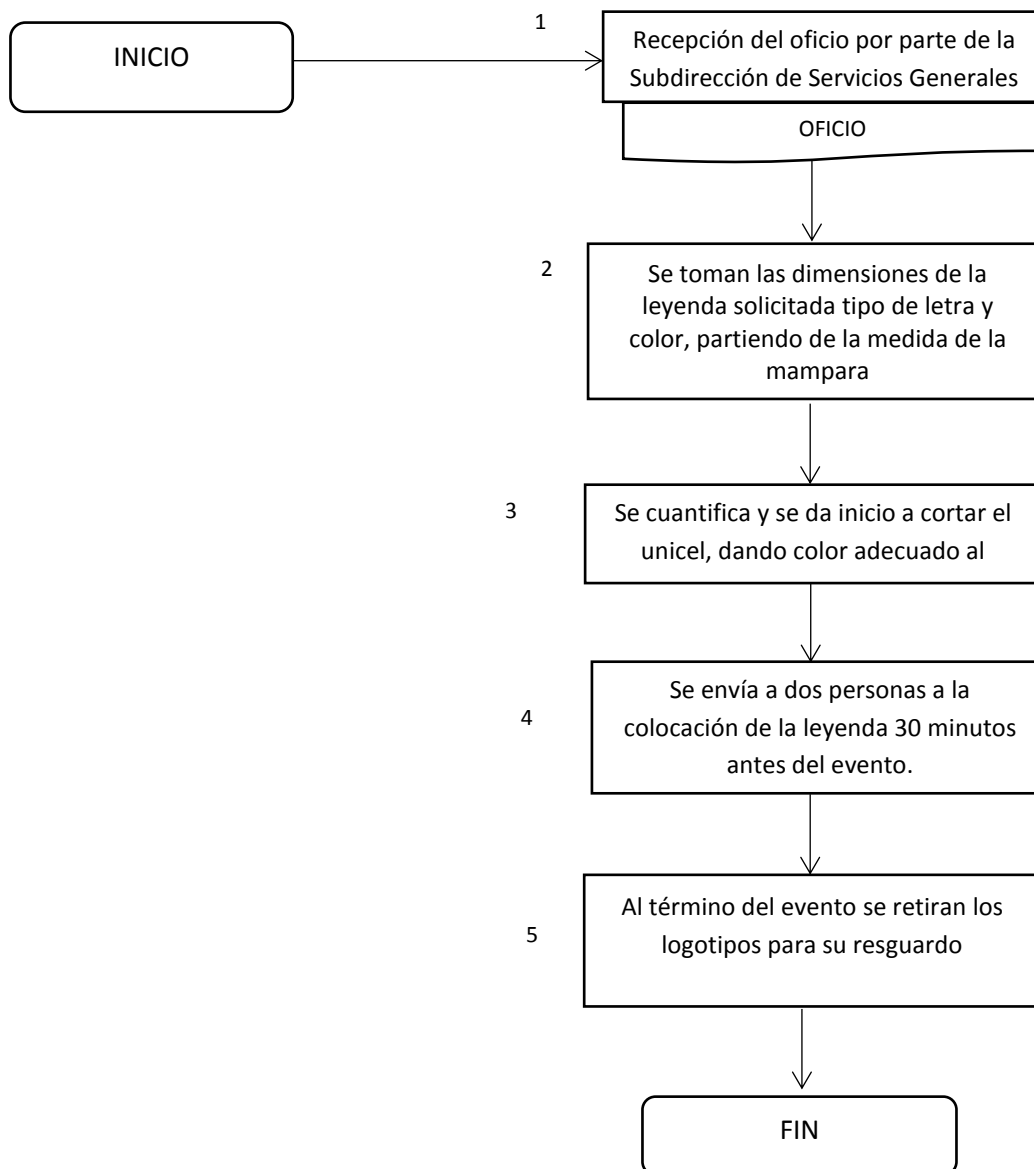 INICIO
1
Recepción del oficio por parte de la
Subdirección de Servicios Generales
OFICIO
2
Se toman las dimensiones de la
leyenda solicitada tipo de letra y
color, partiendo de la medida de la
mampara
3
Se cuantifica y se da inicio a cortar el
unicel, dando color adecuado al
4
Se envía a dos personas a la
colocación de la leyenda 30 minutos
antes del evento.
5
Al término del evento se retiran los
logotipos para su resguardo
FIN